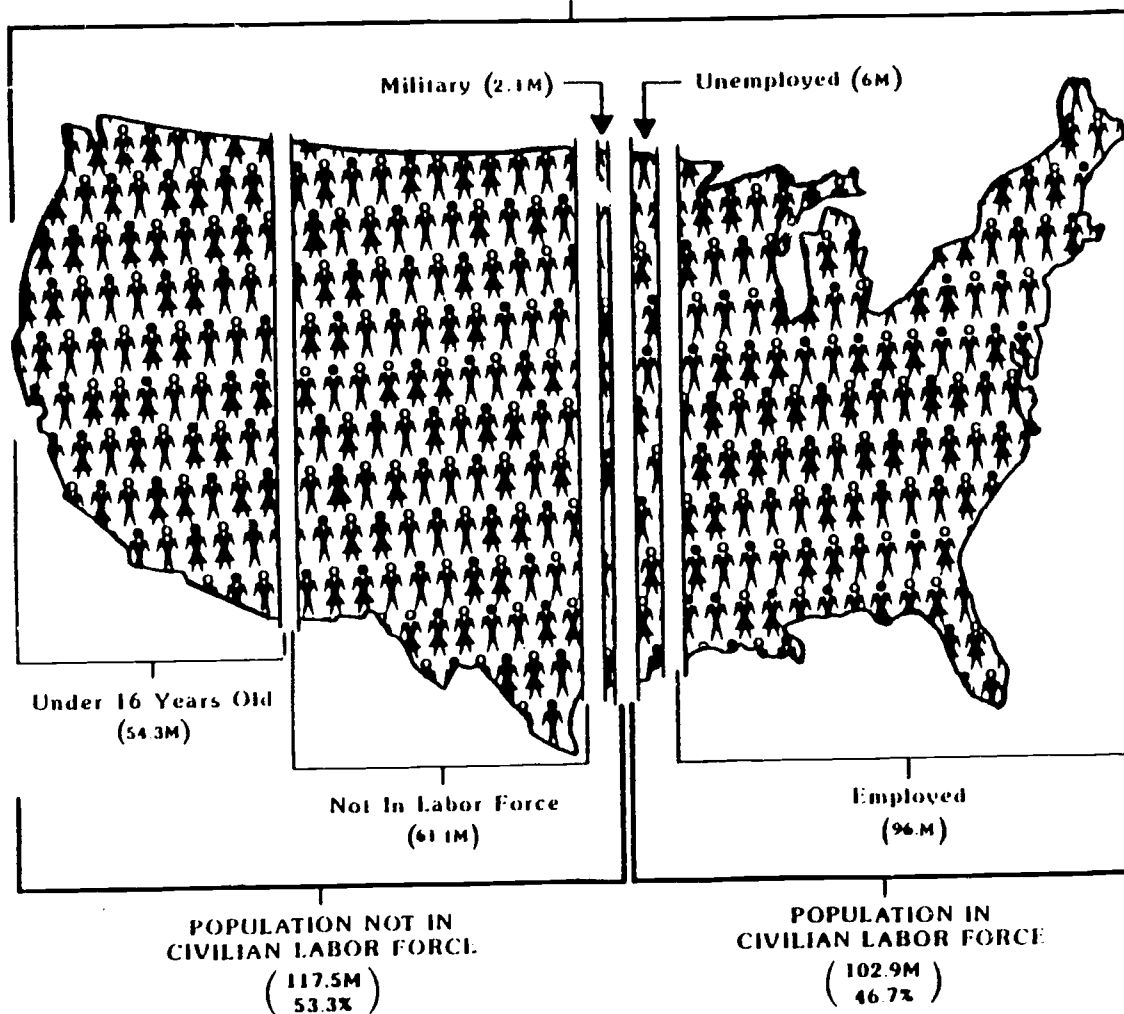 Military (2.1M)
Unemployed (6M)
Under 16 Years Old
(54.3M)
Not In Labor Force
(61.1M)
Employed
(96.M)
POPULATION NOT IN
CIVILIAN LABOR FORCE
(117.5M
53.3%)
POPULATION IN
CIVILIAN LABOR FORCE
(102.9M
46.7%)